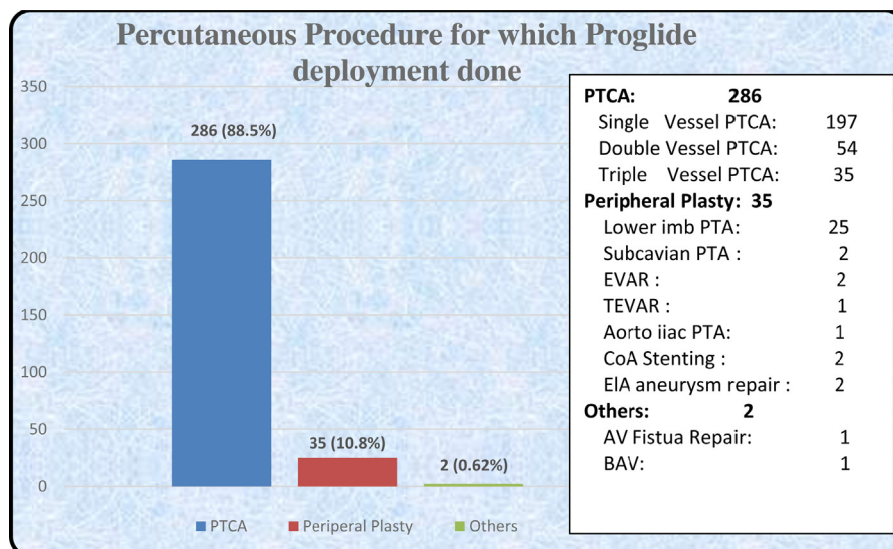 Percutaneous Procedure for which Proglide
deployment done
350
300
250
200
150
100
50
0
286 (88.5%)
35 (10.8%)
2 (0.62%)
PTCA
Periperal Plasty
Others
PTCA: 286
Single Vessel PTCA: 197
Double Vessel PTCA: 54
Triple Vessel PTCA: 35
Peripheral Plasty: 35
Lower imb PTA: 25
Subcavian PTA : 2
EVAR : 2
TEVAR : 1
Aorto iiac PTA: 1
CoA Stenting : 2
EIA aneurysm repair : 2
Others: 2
AV Fistua Repair: 1
BAV: 1